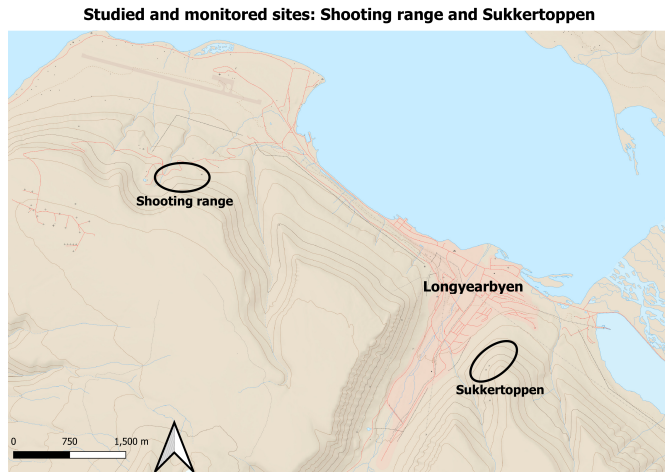 Studied and monitored sites: Shooting range and Sukkertoppen
Shooting range
Longyearbyen
Sukkertoppen
0 750 1,500 m